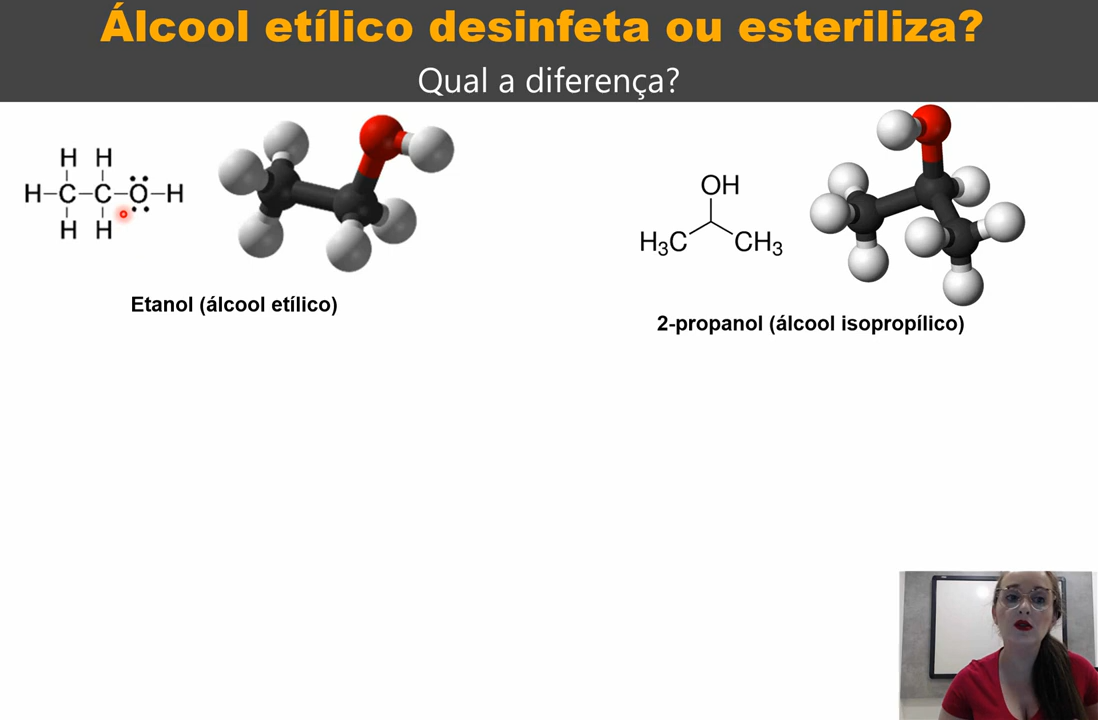 Álcool etílico desinfeta ou esteriliza?
Qual a diferença?
H H
H-C-C-Ö-H
H H
Etanol (álcool etílico)
OH
H₃C CH₃
2-propanol (álcool isopropílico)